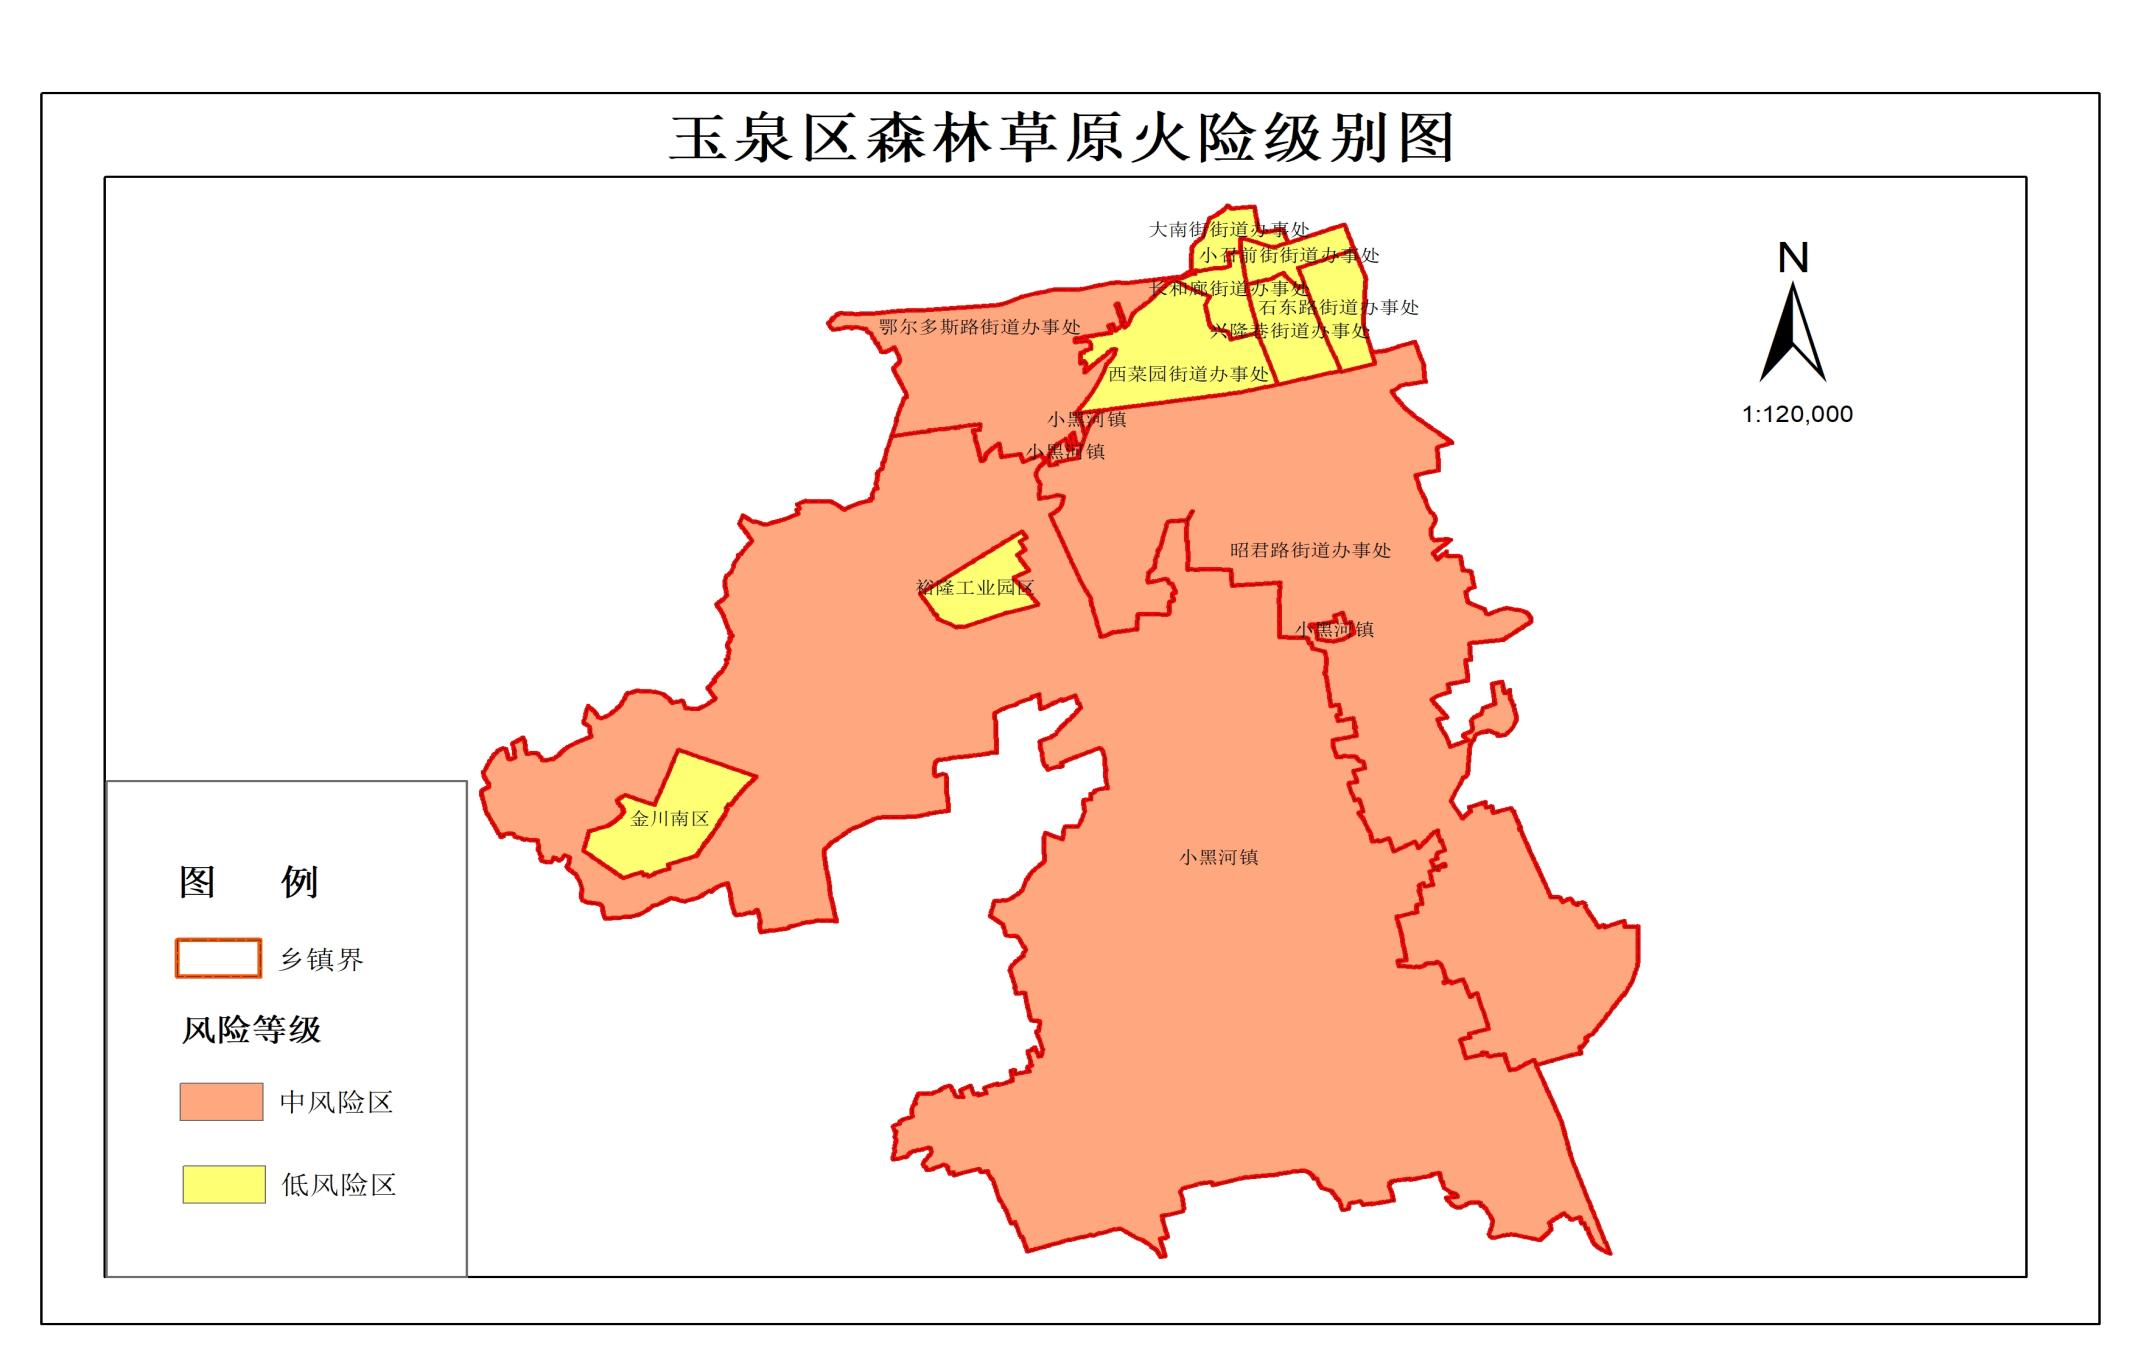 玉泉区森林草原火险级别图
N
1:120,000
大南街街道办事处
小召前街街道办事处
长和廊街道办事处
石东路街道办事处
兴隆巷街道办事处
鄂尔多斯路街道办事处
西菜园街道办事处
小黑河镇
小黑河镇
昭君路街道办事处
裕隆工业园区
小黑河镇
金川南区
小黑河镇
图 例
乡镇界
风险等级
中风险区
低风险区